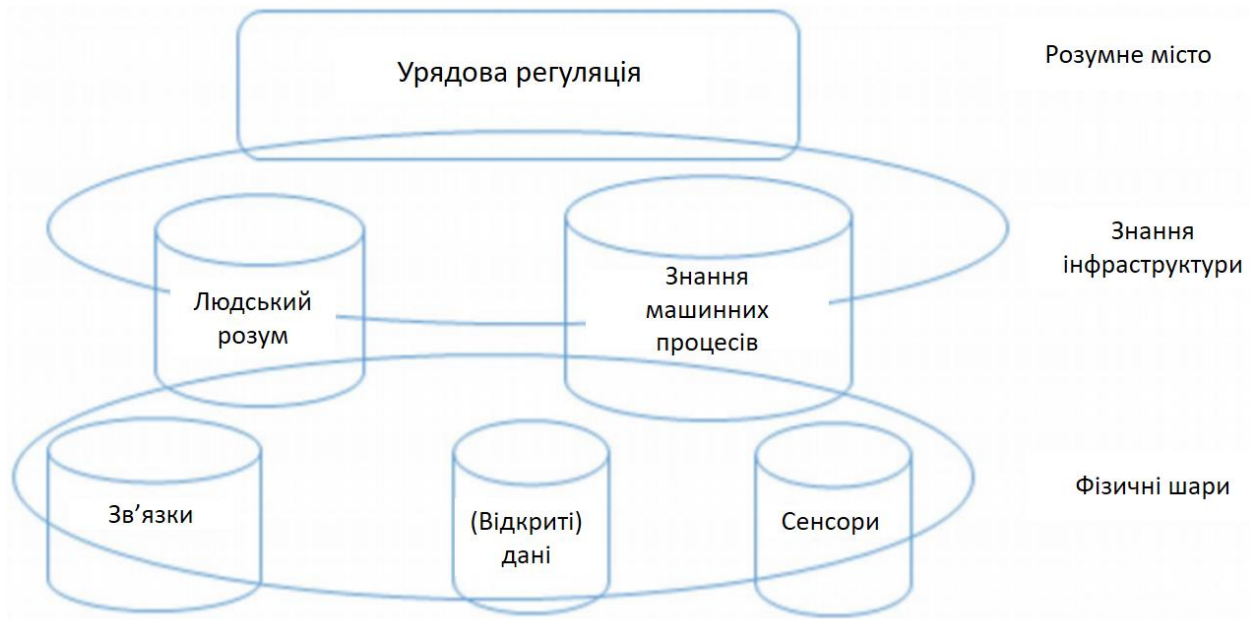 Урядова регуляція
Розумне місто
Людський
розум
Знання
машинних
процесів
Знання
інфраструктури
Зв’язки
(Відкриті)
дані
Сенсори
Фізичні шари